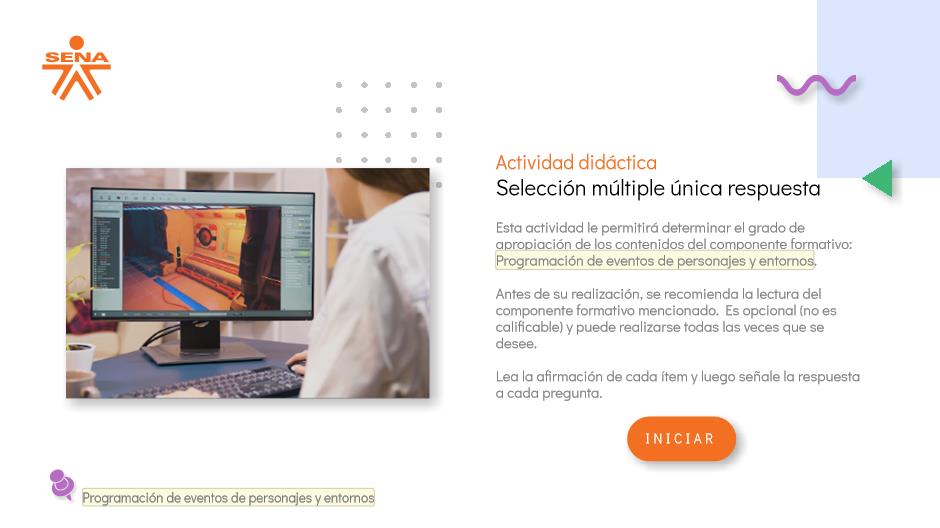 SENA
Actividad didáctica
Selección múltiple única respuesta
Esta actividad le permitirá determinar el grado de
apropiación de los contenidos del componente formativo:
Programación de eventos de personajes y entornos.
Antes de su realización, se recomienda la lectura del
componente formativo mencionado. Es opcional (no es
calificable) y puede realizarse todas las veces que se
desee.
Lea la afirmación de cada ítem y luego señale la respuesta
a cada pregunta.
INICIAR
Programación de eventos de personajes y entornos